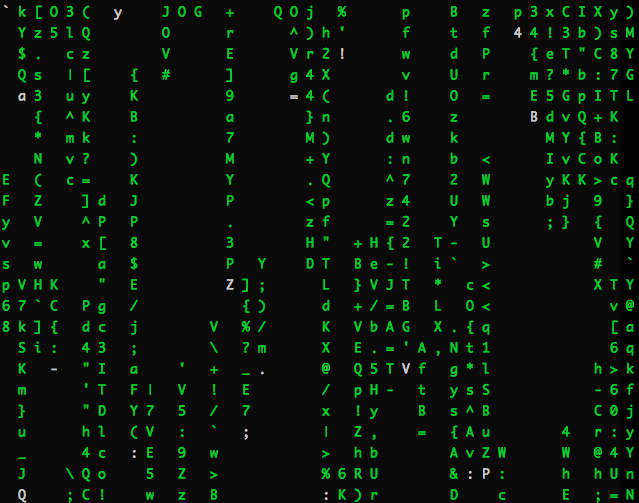 ` k [ O 3 ( y J O G + Q O j % p B z p 3 x C I X y )
Y z 5 l Q O r ^ ) h ' f w f 4 4 ! 3 b ) s M
$ . c z V E V r 2 ! w d P { e T " C 8 Y
Q s | [ { # ] g 4 X v U r m ? * b : 7 G
a 3 u y K 9 = 4 ( d ! O = E 5 G p I T L
{ ^ K B a } n . 6 z B d v Q + K
* m k : 7 M ) d w k M Y { B :
N v ? ) M + Y : n b < I v C o K
E ( c = K Y . Q ^ 7 2 W y K K > c q
F Z ] d J P < p z 4 U W b j 9 }
y V ^ P P . z f = 2 U s ; } { Q
v = x [ 8 3 H " + H { 2 T - U V Y
s w a $ P Y D T B e - ! i ` > # `
p V H K " E Z ] ; L } V J T * c < X T Y
6 7 ` C P g / { ) d + / = B L O < v @
8 k ] { d c j V % / K V b A G X . { q [ a
S i : 4 3 ; \ ? m X E . = ' A , N t 1 6 q
K - " I a ' + _ . @ Q 5 T V f g * l h > k
m ' T F | V ! E / p H - t y s S - 6 f
} " D Y 7 5 / 7 x ! y B s ^ B C 0 j
u h l ( V : ` ; | Z , = { A u 4 r : y
_ 4 c : E 9 W > h b A v Z W w @ 4 Y
J \ Q o 5 Z > % 6 R U & : P : h H h U n
Q ; C ! w z B : K ) r D c E ; = N